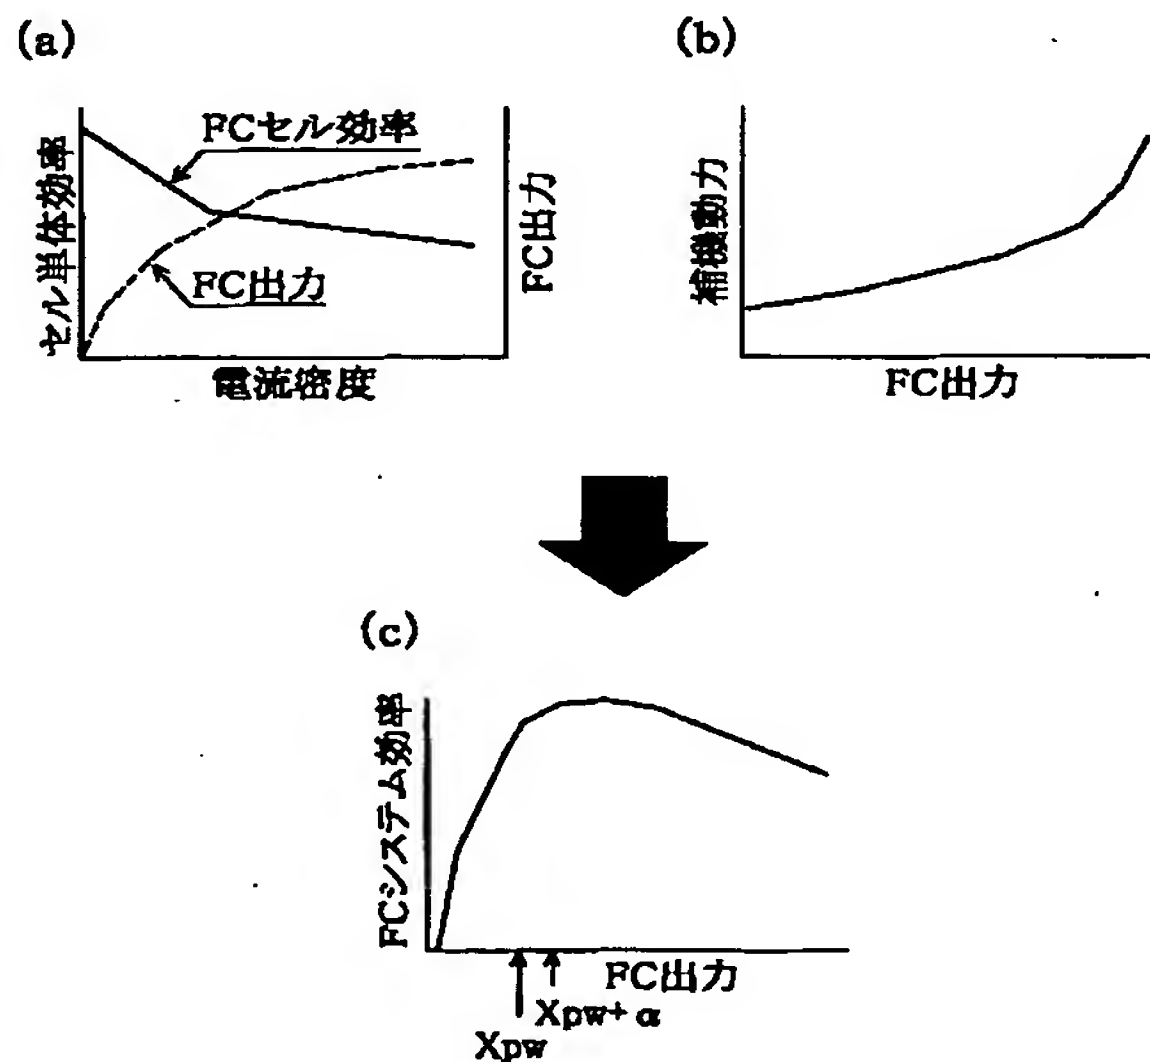 (a)
FCセル効率
セル単体効率
FC出力
FC出力
電流密度
(b)
補機動力
FC出力
(c)
FCシステム効率
FC出力
Xpw+α
Xpw